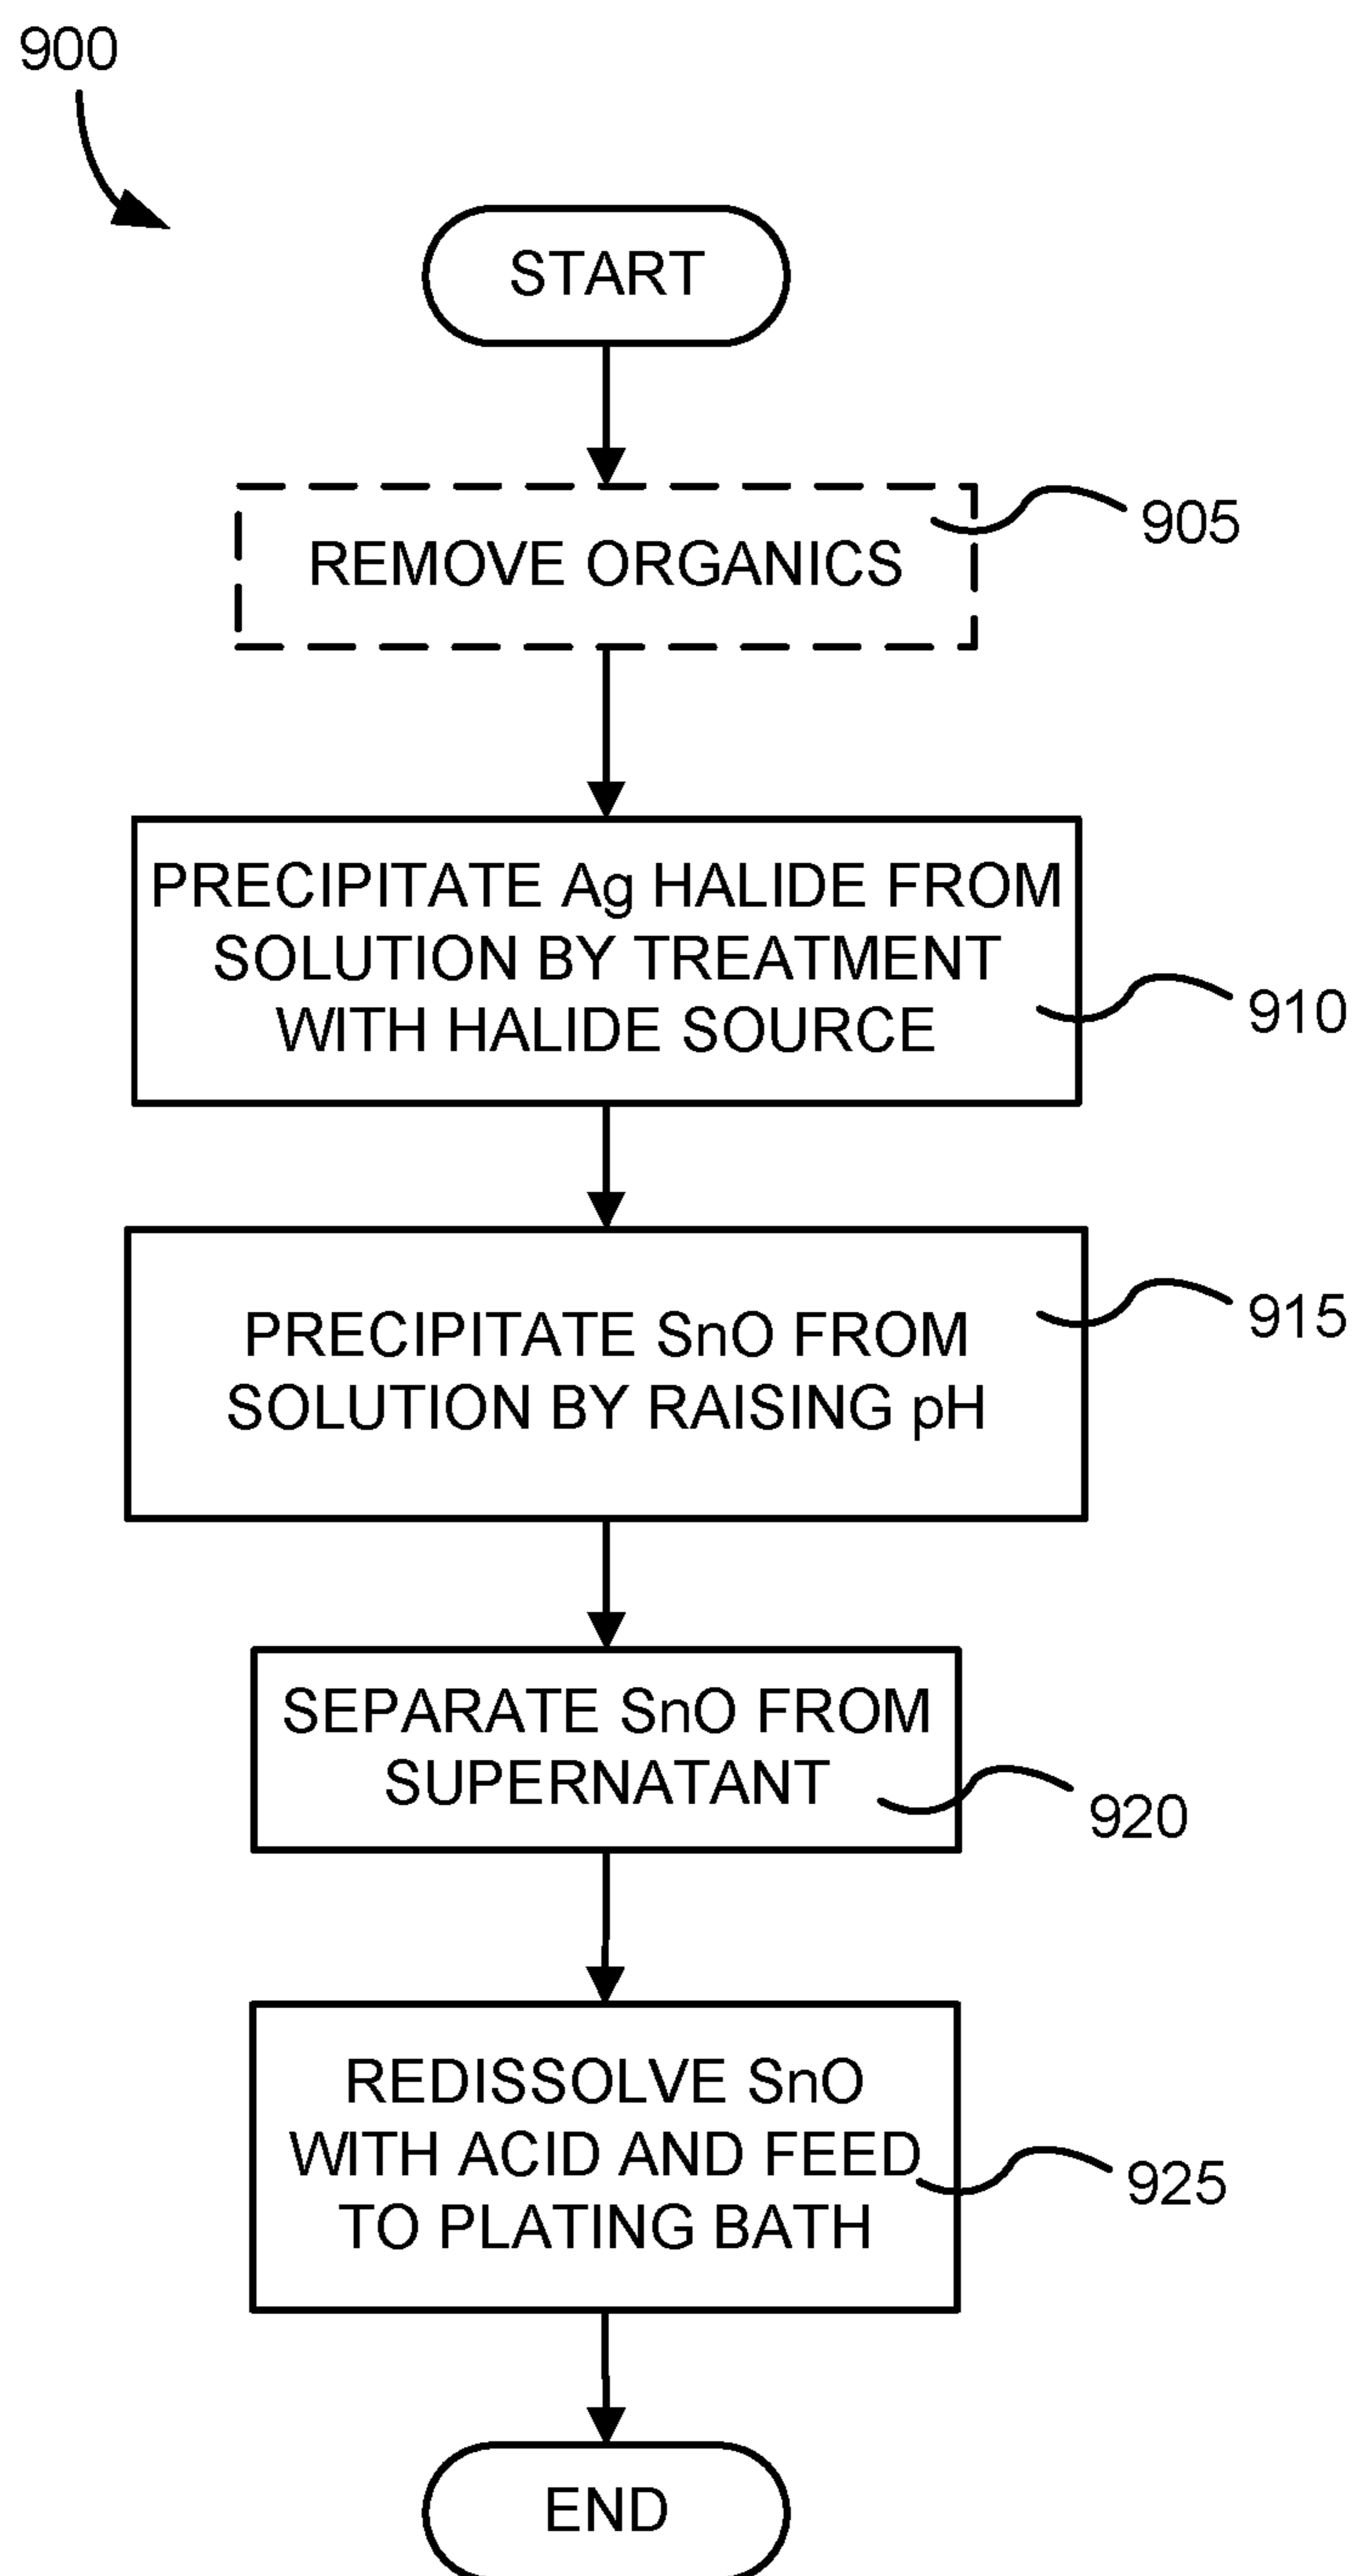 900
START
REMOVE ORGANICS
905
PRECIPITATE Ag HALIDE FROM
SOLUTION BY TREATMENT
WITH HALIDE SOURCE
910
PRECIPITATE SnO FROM
SOLUTION BY RAISING pH
915
SEPARATE SnO FROM
SUPERNATANT
920
REDISSOLVE SnO
WITH ACID AND FEED
TO PLATING BATH
925
END